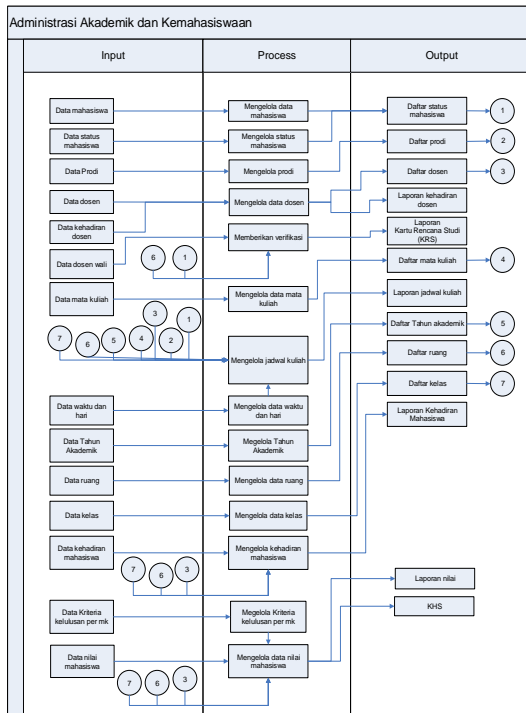 Administrasi Akademik dan Kemahasiswaan
Input
Process
Output
Data mahasiswa
Mengelola data
mahasiswa
Daftar status
mahasiswa
1
Data status
mahasiswa
Mengelola status
mahasiswa
Daftar prodi
2
Data Prodi
Mengelola prodi
Daftar dosen
3
Data dosen
Mengelola data dosen
Laporan kehadiran
dosen
Data kehadiran
dosen
Memberikan verifikasi
Laporan
Kartu Rencana Studi
(KRS)
Data dosen wali
6
1
Daftar mata kuliah
4
Data mata kuliah
Mengelola data mata
kuliah
Laporan jadwal kuliah
7
6
5
4
3
2
1
Mengelola jadwal kuliah
Daftar Tahun akademik
5
Daftar ruang
6
Daftar kelas
7
Data waktu dan
hari
Mengelola data waktu
dan hari
Laporan Kehadiran
Mahasiswa
Data Tahun
Akademik
Megelola Tahun
Akademik
Data ruang
Mengelola data ruang
Data kelas
Mengelola data kelas
Data kehadiran
mahasiswa
Mengelola kehadiran
mahasiswa
7
6
3
Laporan nilai
Data Kriteria
kelulusan per mk
Megelola Kriteria
kelulusan per mk
KHS
Data nilai
mahasiswa
Mengelola data nilai
mahasiswa
7
6
3